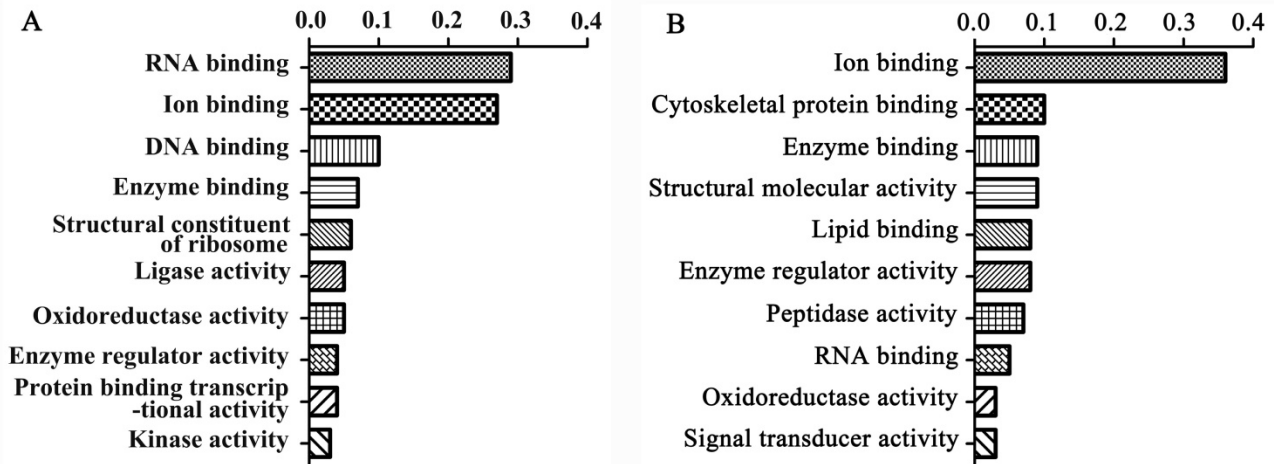 A
0.0 0.1 0.2 0.3 0.4
RNA binding
Ion binding
DNA binding
Enzyme binding
Structural constituent
of ribosome
Ligase activity
Oxidoreductase activity
Enzyme regulator activity
Protein binding transcrip
-tional activity
Kinase activity
B
0.0 0.1 0.2 0.3 0.4
Ion binding
Cytoskeletal protein binding
Enzyme binding
Structural molecular activity
Lipid binding
Enzyme regulator activity
Peptidase activity
RNA binding
Oxidoreductase activity
Signal transducer activity